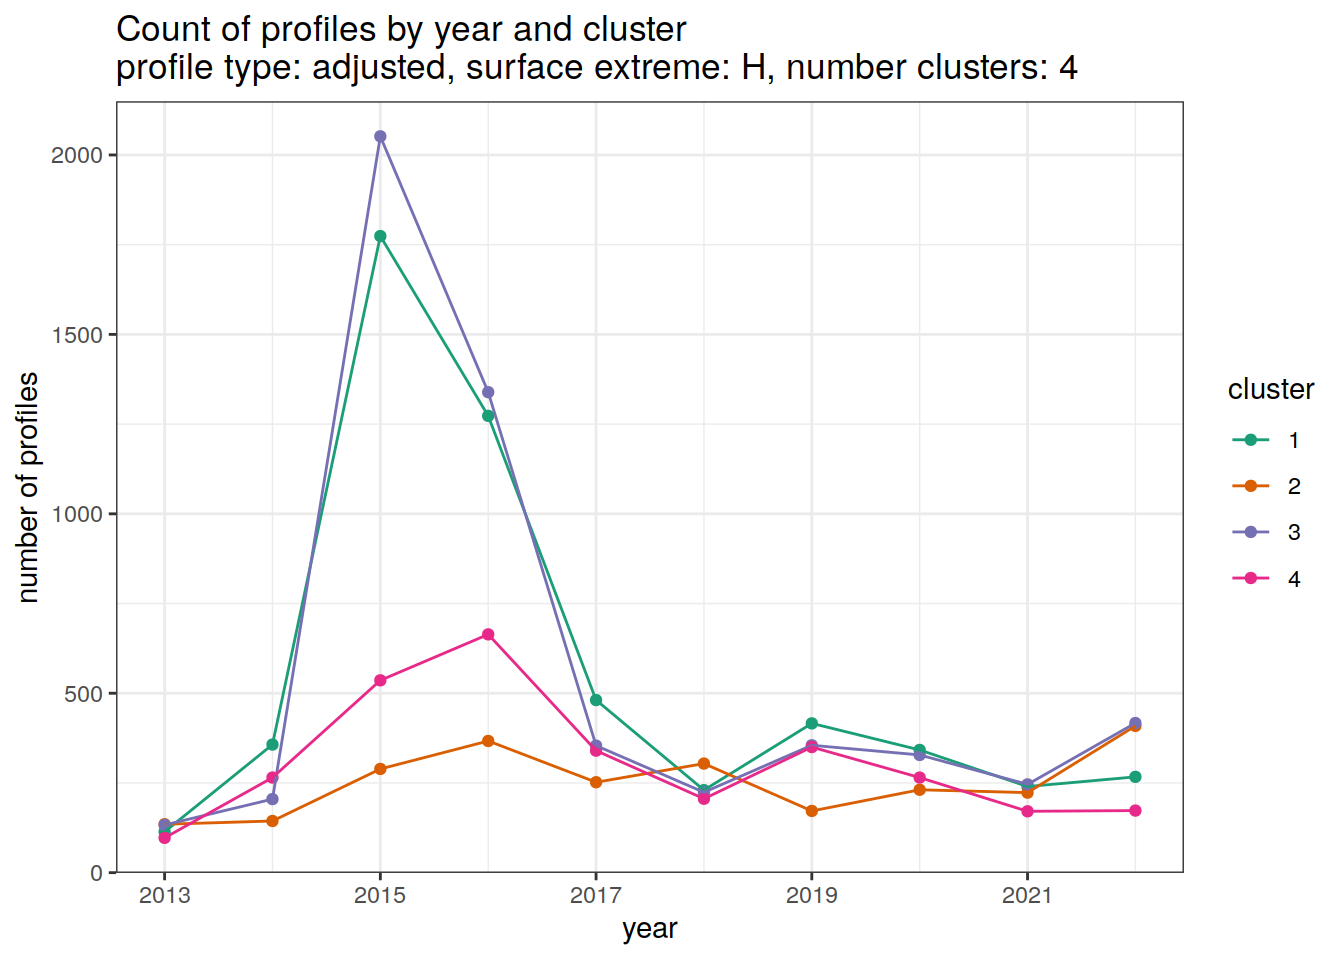 Count of profiles by year and cluster
profile type: adjusted, surface extreme: H, number clusters: 4
2000
1500
1000
500
0
number of profiles
2013
2015
2017
2019
2021
year
cluster
1
2
3
4